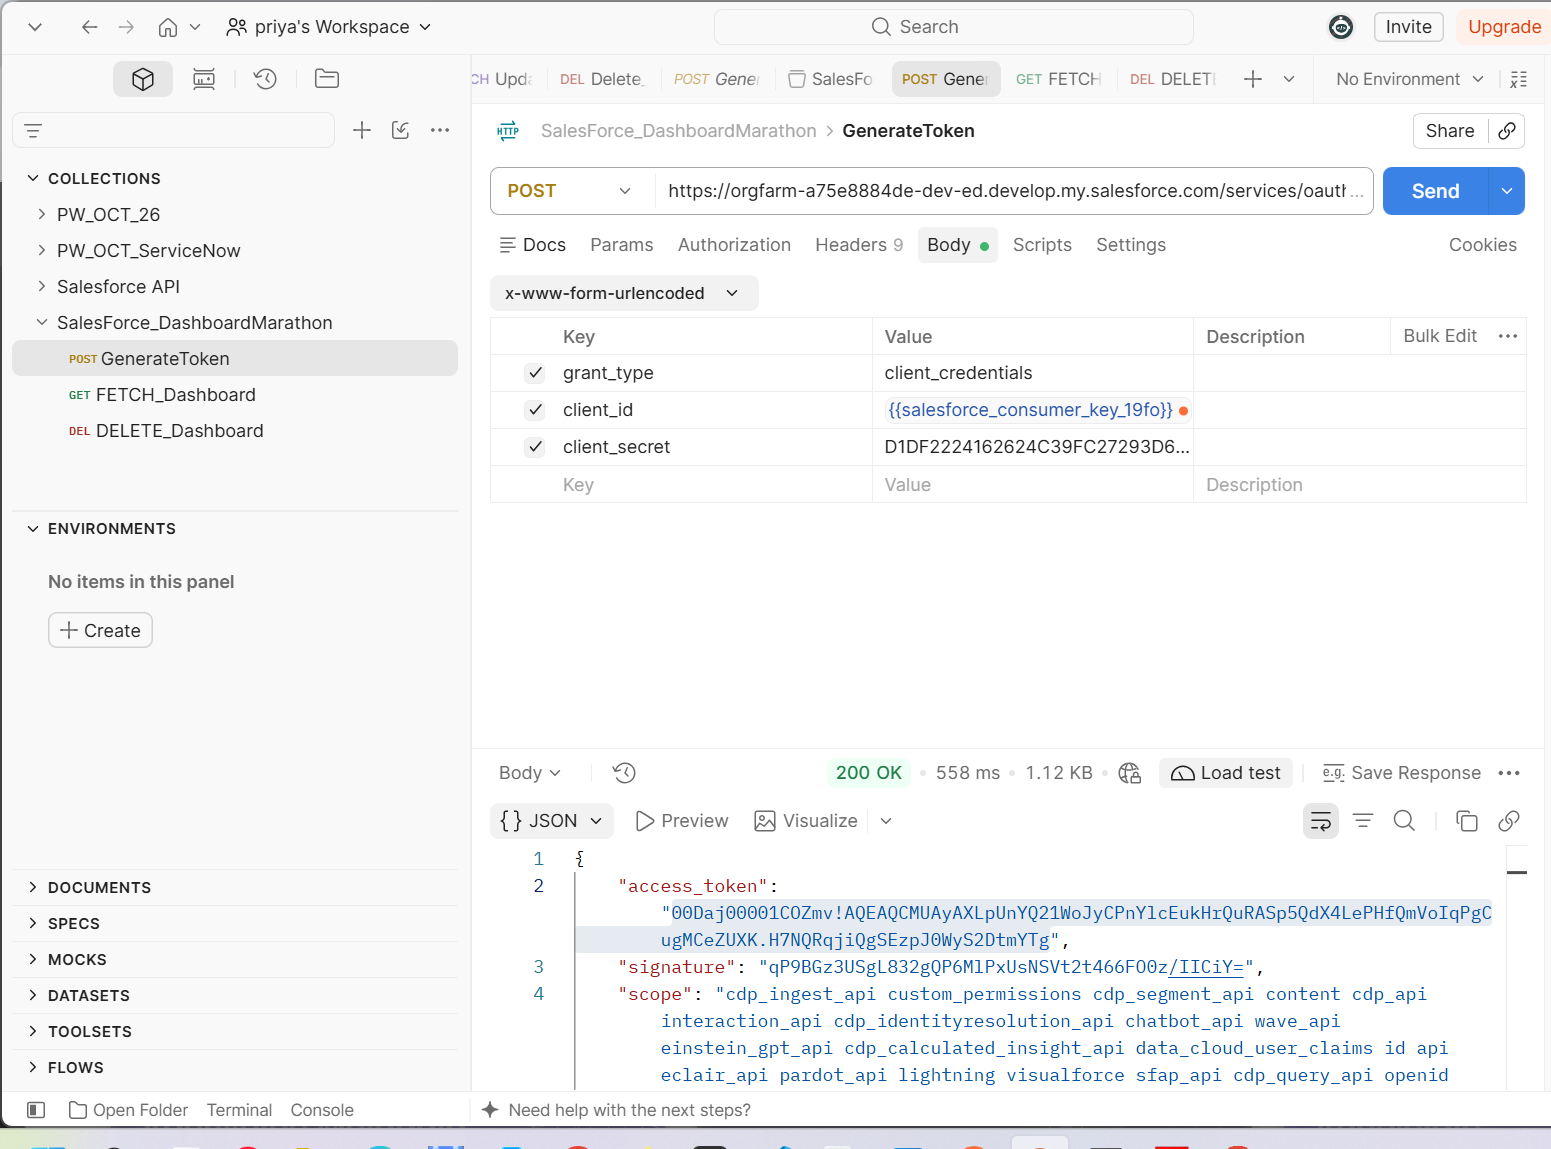 priya's Workspace
Search
Invite
Upgrade
CH Upda
DEL Delete_
POST Gener
SalesFo
POST Gener
GET FETCH
DEL DELETE
No Environment
HTTP
SalesForce_DashboardMarathon > GenerateToken
Share
COLLECTIONS
PW_OCT_26
PW_OCT_ServiceNow
Salesforce API
SalesForce_DashboardMarathon
POST GenerateToken
GET FETCH_Dashboard
DEL DELETE_Dashboard
ENVIRONMENTS
No items in this panel
Create
DOCUMENTS
SPECS
MOCKS
DATASETS
TOOLSETS
FLOWS
POST
https://orgfarm-a75e8884de-dev-ed.develop.my.salesforce.com/services/oauth...
Send
Docs Params Authorization Headers 9 Body Scripts Settings Cookies
x-www-form-urlencoded
Key Value Description Bulk Edit
grant_type client_credentials
client_id {{salesforce_consumer_key_19fo}}
client_secret D1DF2224162624C39FC27293D6...
Key Value Description
Body
200 OK • 558 ms • 1.12 KB •
Load test
e.g. Save Response
{} JSON
Preview
Visualize
1 {
2 "access_token":
"00Daj00001COZmv!AQEAQCMUAyAXLpUnYQ21WoJyCPnYlcEukHrQuRASp5QdX4LePHfQmVoIqPgC
ugMCeZUXK.H7NQRqjiQgSEzpJ0WyS2DtmYTg",
3 "signature": "qP9BGz3USgL832gQP6MlPxUsNSVt2t466FO0z/IICiY=",
4 "scope": "cdp_ingest_api custom_permissions cdp_segment_api content cdp_api
interaction_api cdp_identityresolution_api chatbot_api wave_api
einstein_gpt_api cdp_calculated_insight_api data_cloud_user_claims id api
eclair_api pardot_api lightning visualforce sfap_api cdp_query_api openid
Open Folder Terminal Console
Need help with the next steps?